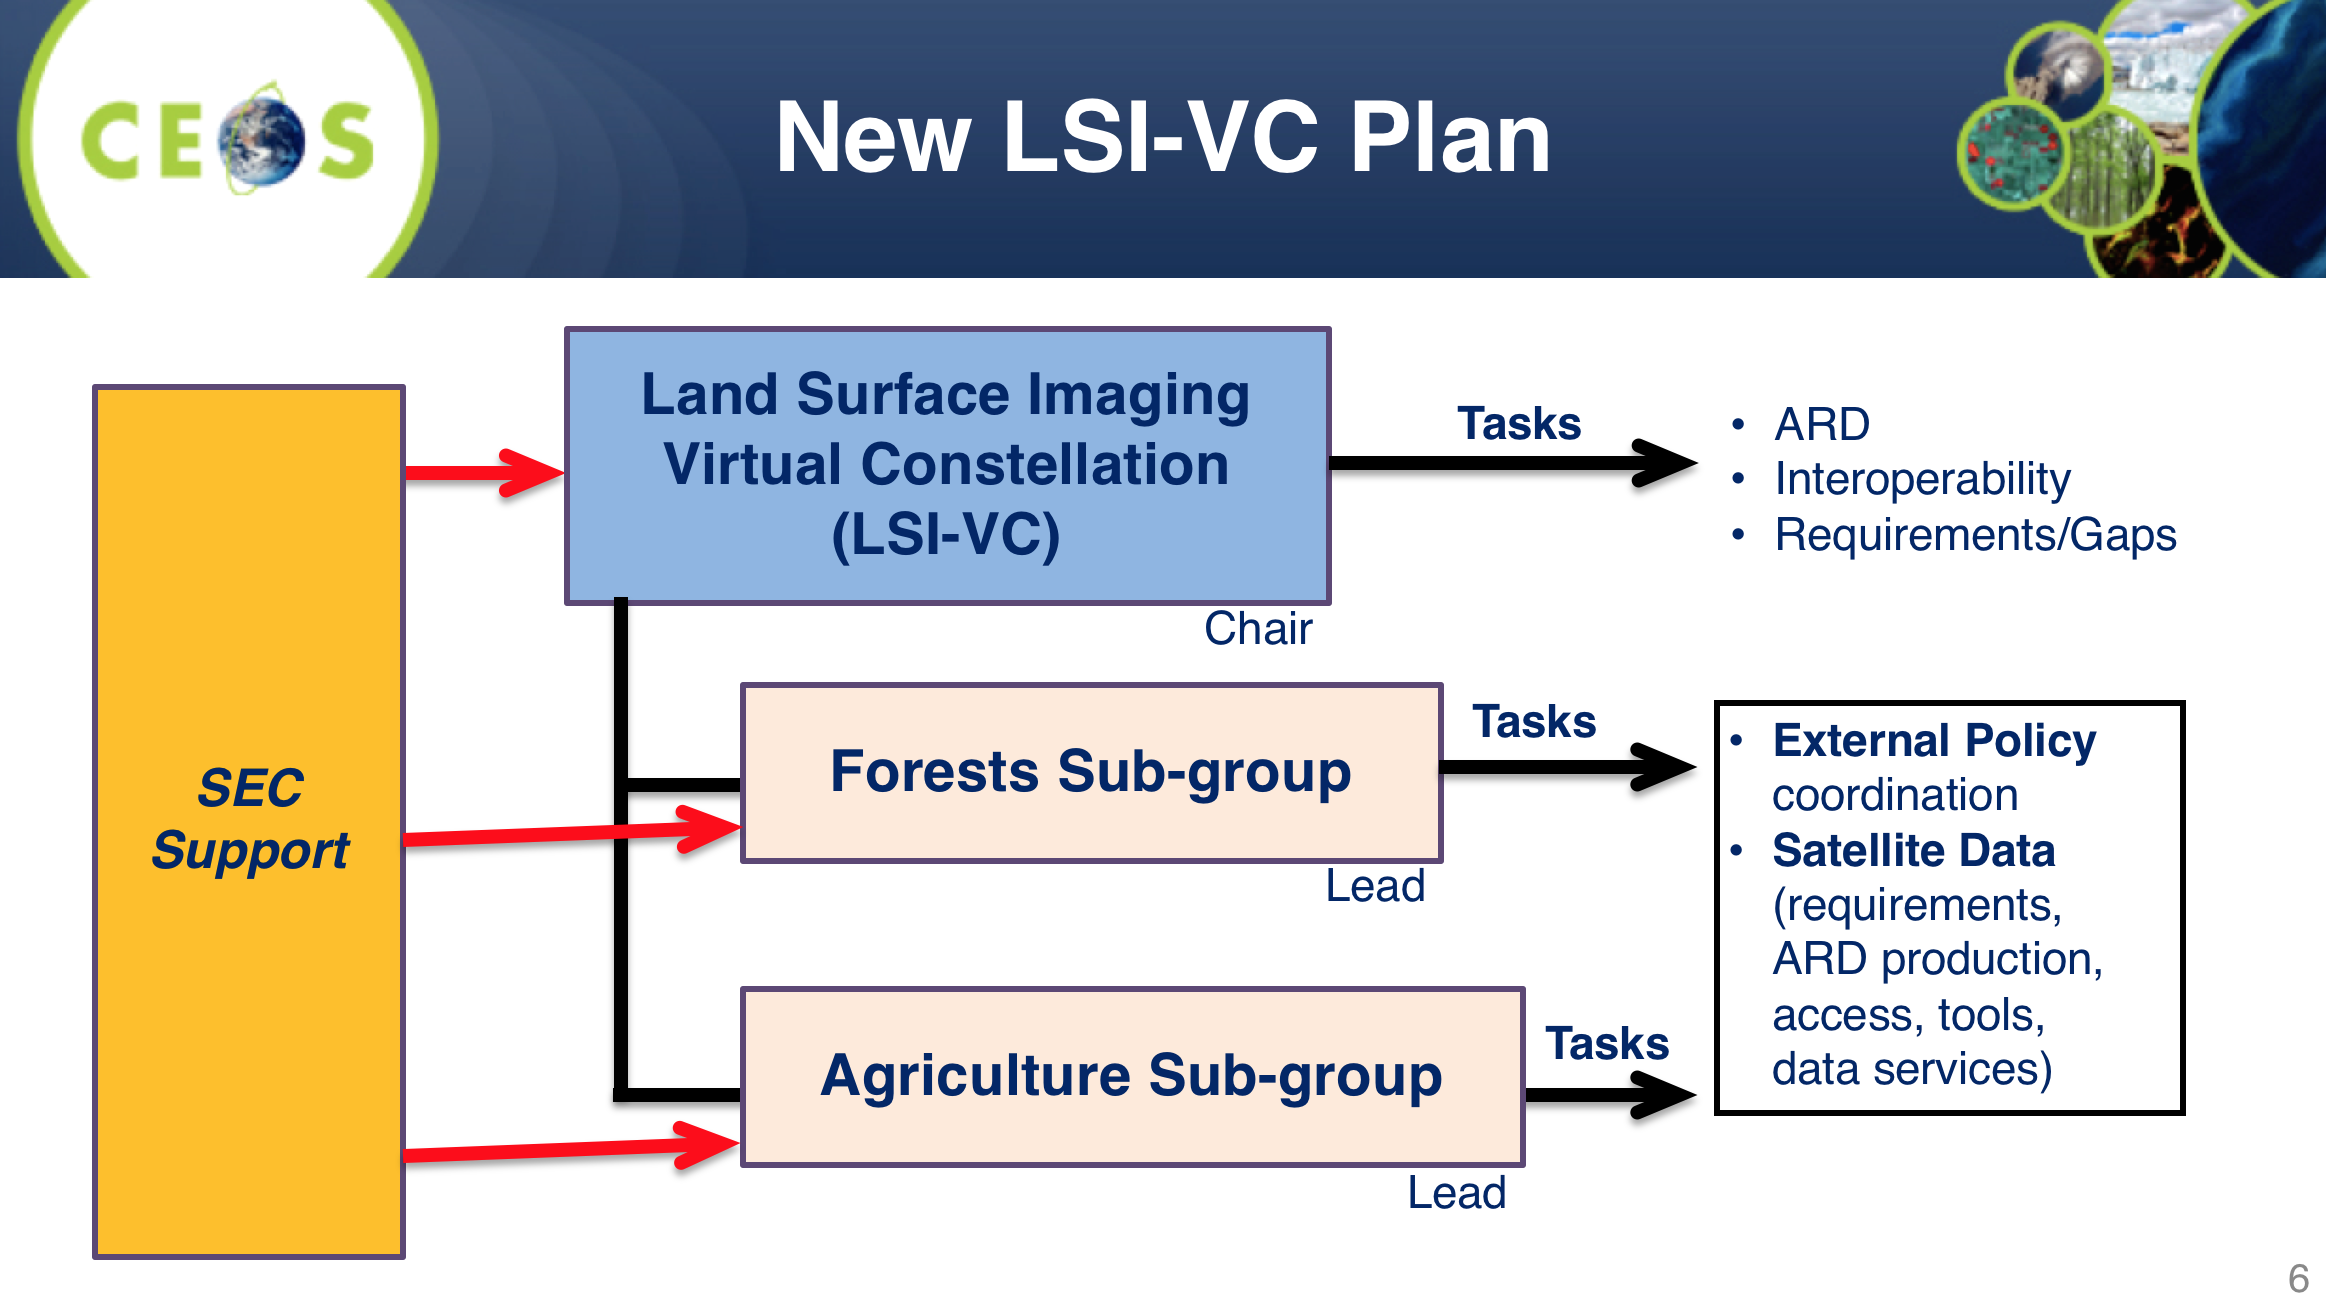 CEOS
New LSI-VC Plan
Land Surface Imaging
Virtual Constellation
(LSI-VC)
Chair
Tasks
• ARD
• Interoperability
• Requirements/Gaps
SEC
Support
Forests Sub-group
Lead
Tasks
Agriculture Sub-group
Lead
Tasks
• External Policy
coordination
• Satellite Data
(requirements,
ARD production,
access, tools,
data services)
6